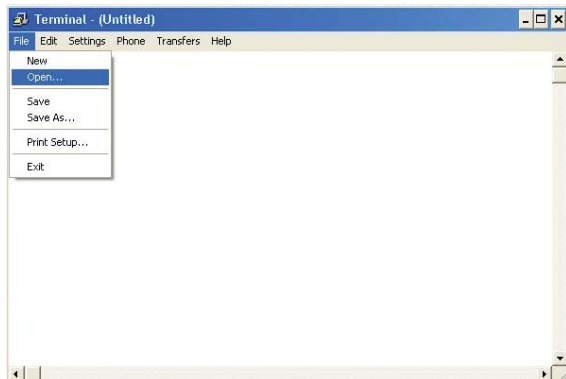 Terminal - (Untitled)
File Edit Settings Phone Transfers Help
New
Open...
Save
Save As...
Print Setup...
Exit